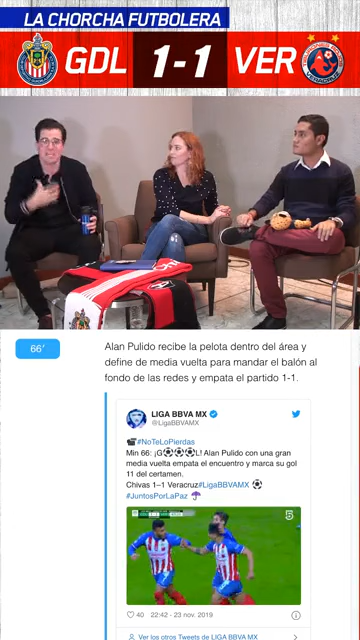 LA CHORCHA FUTBOLERA
GDL 1-1 VER
66'
Alan Pulido recibe la pelota dentro del área y
define de media vuelta para mandar el balón al
fondo de las redes y empata el partido 1-1.
LIGA BBVA MX
@LigaBBVAMX
#NoTeLoPierdas
Min 66: ¡G⚽⚽⚽L! Alan Pulido con una gran
media vuelta empata el encuentro y marca su gol
11 del certamen.
Chivas 1–1 Veracruz#LigaBBVAMX ⚽
#JuntosPorLaPaz ☂
40 22:42 - 23 nov. 2019
Ver los otros Tweets de LIGA BBVA MX